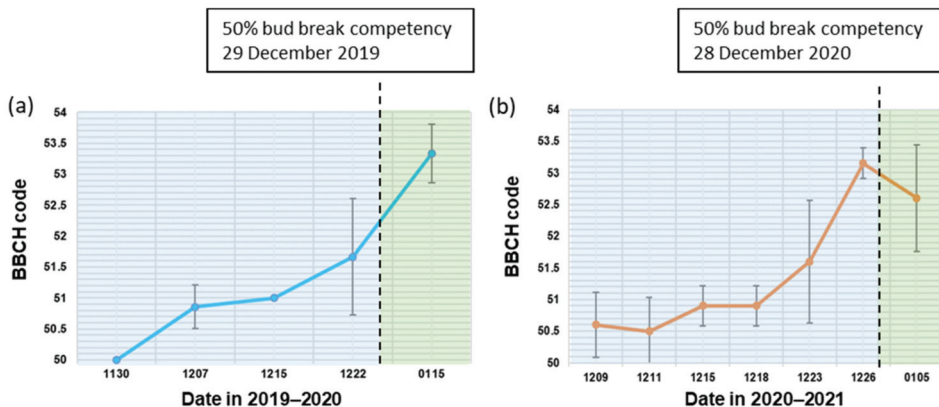 50% bud break competency
29 December 2019
50% bud break competency
28 December 2020
(a)
54
53.5
53
52.5
52
51.5
51
50.5
50
BBCH code
1130 1207 1215 1222 0115
Date in 2019–2020
(b)
54
53.5
53
52.5
52
51.5
51
50.5
50
BBCH code
1209 1211 1215 1218 1223 1226 0105
Date in 2020–2021